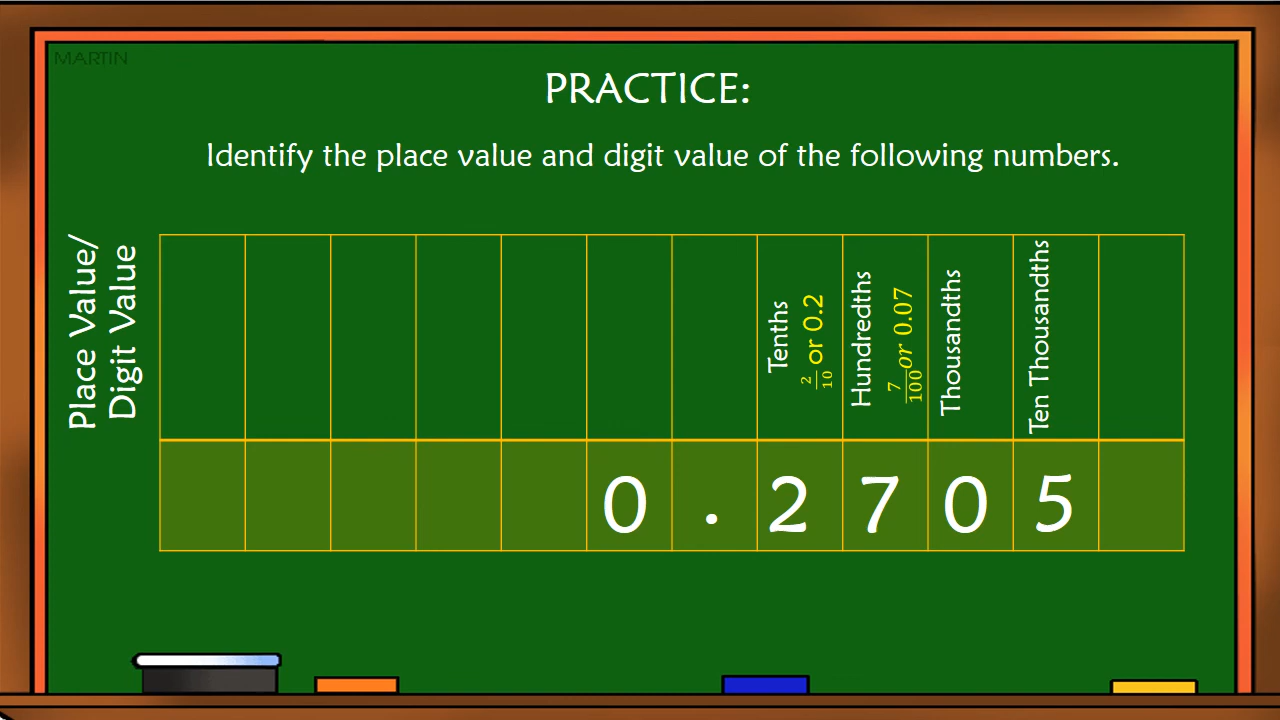 MARTIN
PRACTICE:
Identify the place value and digit value of the following numbers.
Place Value/
Digit Value
Tenths
2/10 or 0.2
Hundredths
7/100 or 0.07
Thousandths
Ten Thousandths
0 . 2 7 0 5